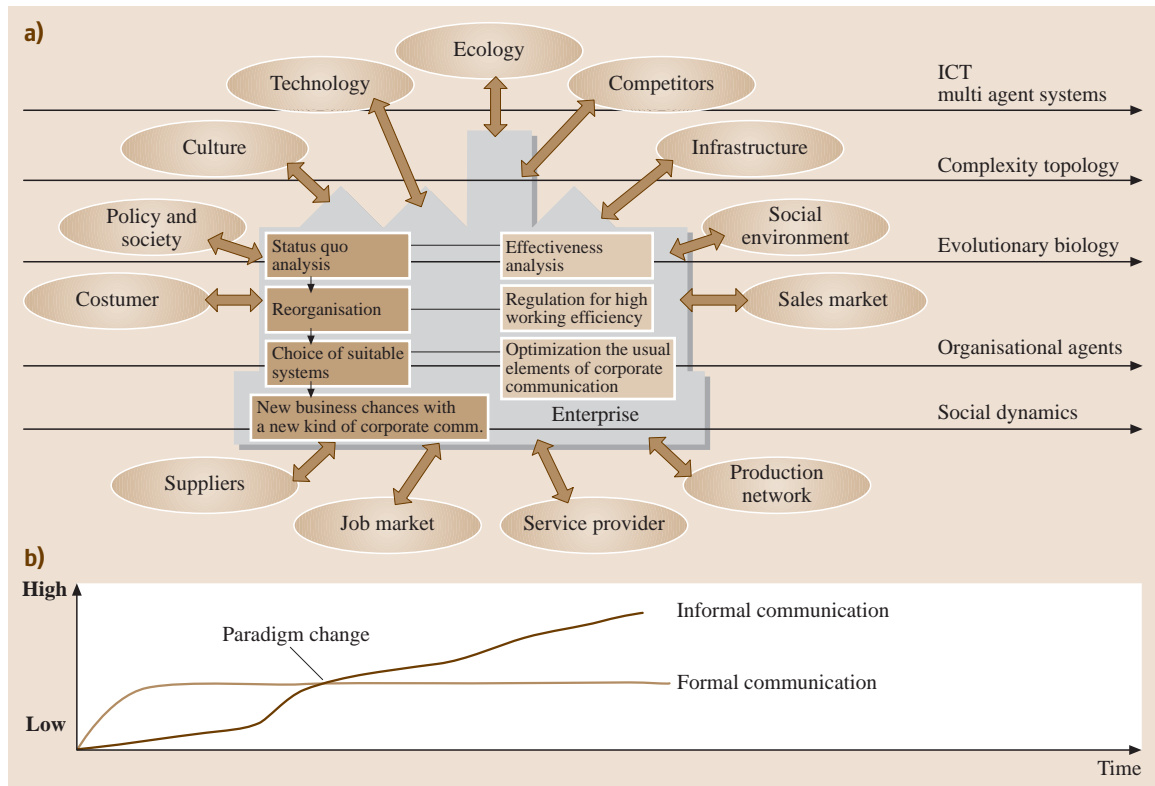 a)
Ecology
Technology
Competitors
ICT
multi agent systems
Culture
Infrastructure
Complexity topology
Policy and
society
Social
environment
Status quo
analysis
Effectiveness
analysis
Evolutionary biology
Costumer
Reorganisation
Regulation for high
working efficiency
Sales market
Choice of suitable
systems
Optimization the usual
elements of corporate
communication
Organisational agents
New business chances with
a new kind of corporate comm.
Enterprise
Social dynamics
Suppliers
Production
network
Job market
Service provider
b)
High
Informal communication
Paradigm change
Formal communication
Low
Time